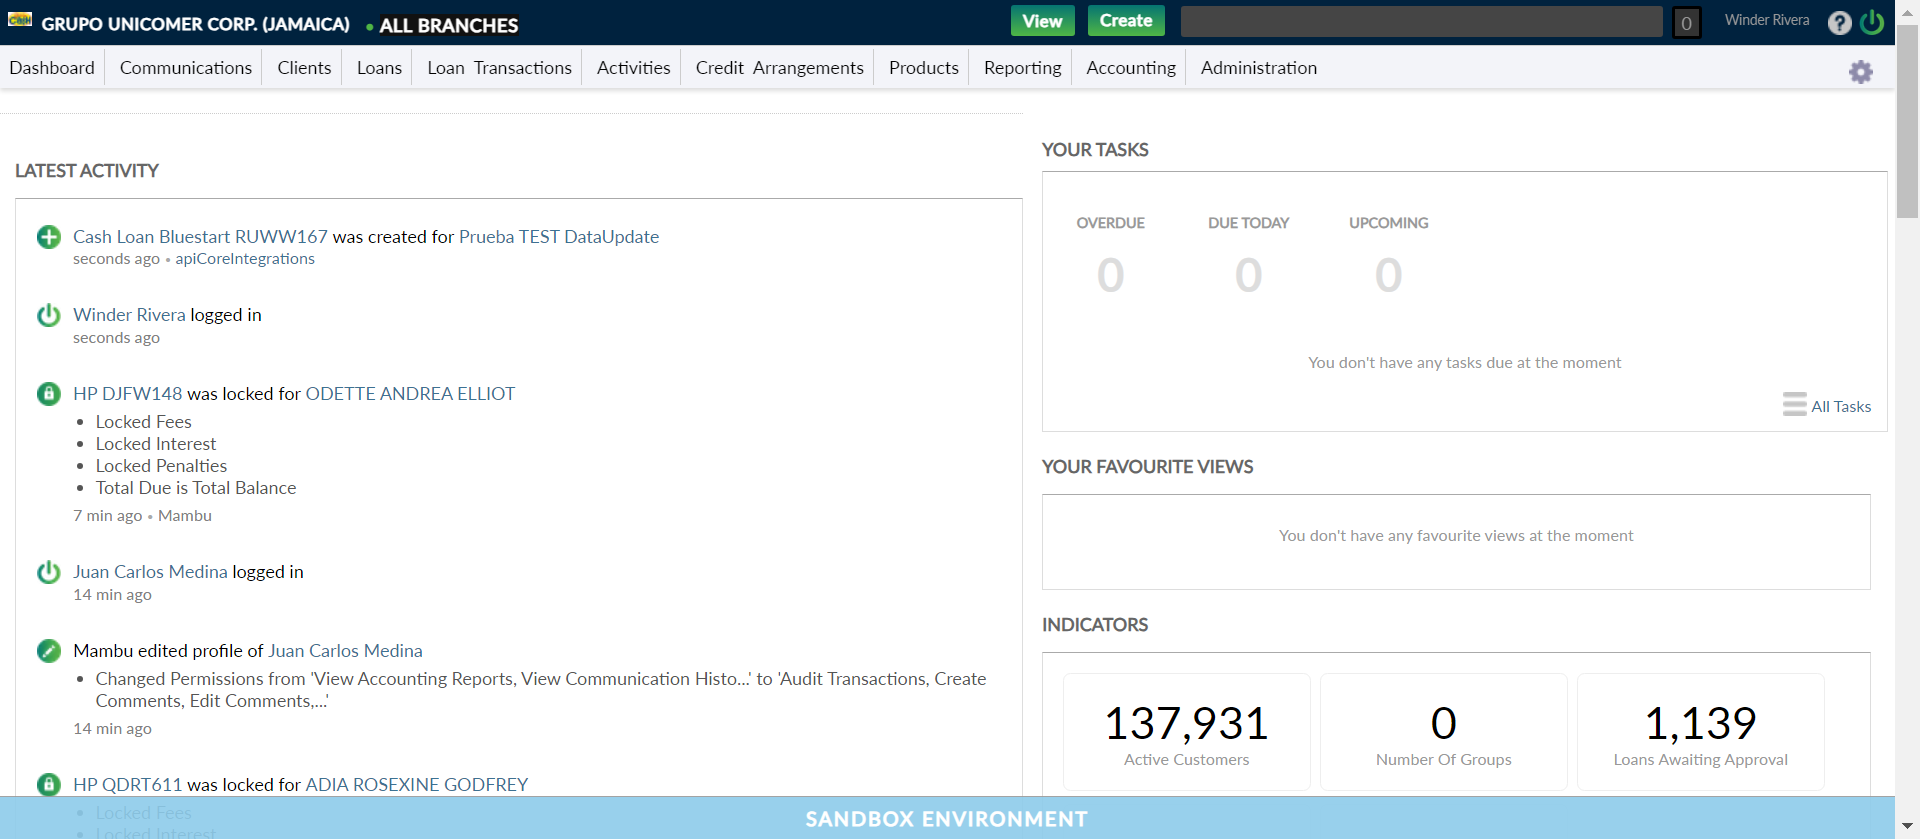 GRUPO UNICOMER CORP. (JAMAICA) • ALL BRANCHES
View
Create
0
Winder Rivera
?
Dashboard
Communications
Clients
Loans
Loan Transactions
Activities
Credit Arrangements
Products
Reporting
Accounting
Administration
LATEST ACTIVITY
Cash Loan Bluestart RUWW167 was created for Prueba TEST DataUpdate
seconds ago • apiCoreIntegrations
Winder Rivera logged in
seconds ago
HP DJFW148 was locked for ODETTE ANDREA ELLIOT
• Locked Fees
• Locked Interest
• Locked Penalties
• Total Due is Total Balance
7 min ago • Mambu
Juan Carlos Medina logged in
14 min ago
Mambu edited profile of Juan Carlos Medina
• Changed Permissions from 'View Accounting Reports, View Communication Histo...' to 'Audit Transactions, Create
Comments, Edit Comments,...'
14 min ago
HP QDRT611 was locked for ADIA ROSEXINE GODFREY
• Locked Fees
• Locked Interest
YOUR TASKS
OVERDUE
DUE TODAY
UPCOMING
0
0
0
You don't have any tasks due at the moment
All Tasks
YOUR FAVOURITE VIEWS
You don't have any favourite views at the moment
INDICATORS
137,931
Active Customers
0
Number Of Groups
1,139
Loans Awaiting Approval
SANDBOX ENVIRONMENT